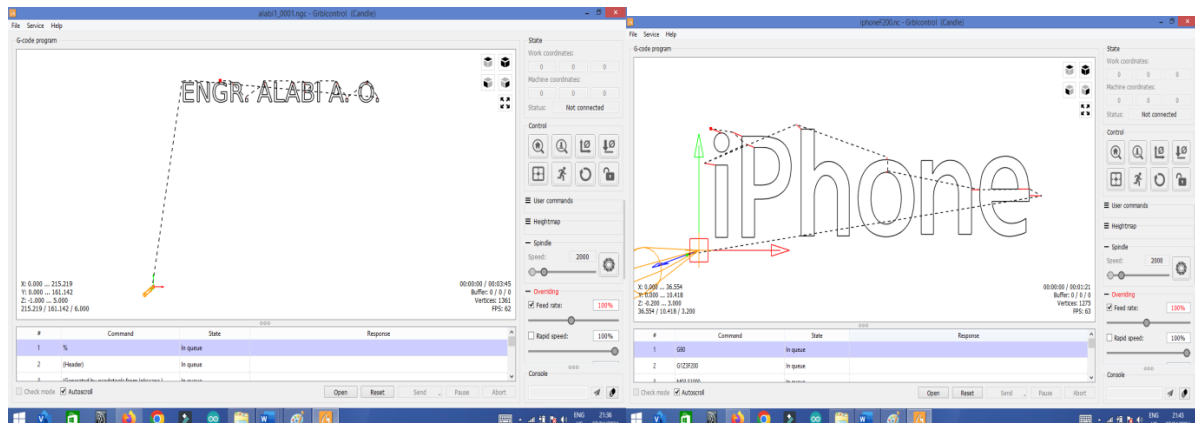 alabi1_0001.ngc - Grblcontrol (Candle)
File Service Help
G-code program
ENGR. ALABI A. O.
X: 0.000 ... 215.219
Y: 0.000 ... 161.142
Z: -1.000 ... 5.000
215.219 / 161.142 / 6.000
00:00:00 / 00:03:45
Buffer: 0 / 0 / 0
Vertices: 1361
FPS: 62
# Command State Response
1 % In queue
2 (Header) In queue
In queue
Check mode Autoscroll Open Reset Send Pause Abort
State
Work coordinates:
0 0 0
Machine coordinates:
0 0 0
Status: Not connected
Control
User commands
Heightmap
Spindle
Speed: 2000
Overriding
Feed rate: 100%
Rapid speed: 100%
Console
ENG 21:36
iphoneF200.nc - Grblcontrol (Candle)
File Service Help
G-code program
iPhone
X: 0.000 ... 36.554
Y: 0.000 ... 10.418
Z: -0.200 ... 3.000
36.554 / 10.418 / 3.200
00:00:00 / 00:01:21
Buffer: 0 / 0 / 0
Vertices: 1275
FPS: 63
# Command State Response
1 G90 In queue
2 G1Z3F200 In queue
In queue
Check mode Autoscroll Open Reset Send Pause Abort
State
Work coordinates:
0 0 0
Machine coordinates:
0 0 0
Status: Not connected
Control
User commands
Heightmap
Spindle
Speed: 2000
Overriding
Feed rate: 100%
Rapid speed: 100%
Console
ENG 21:43